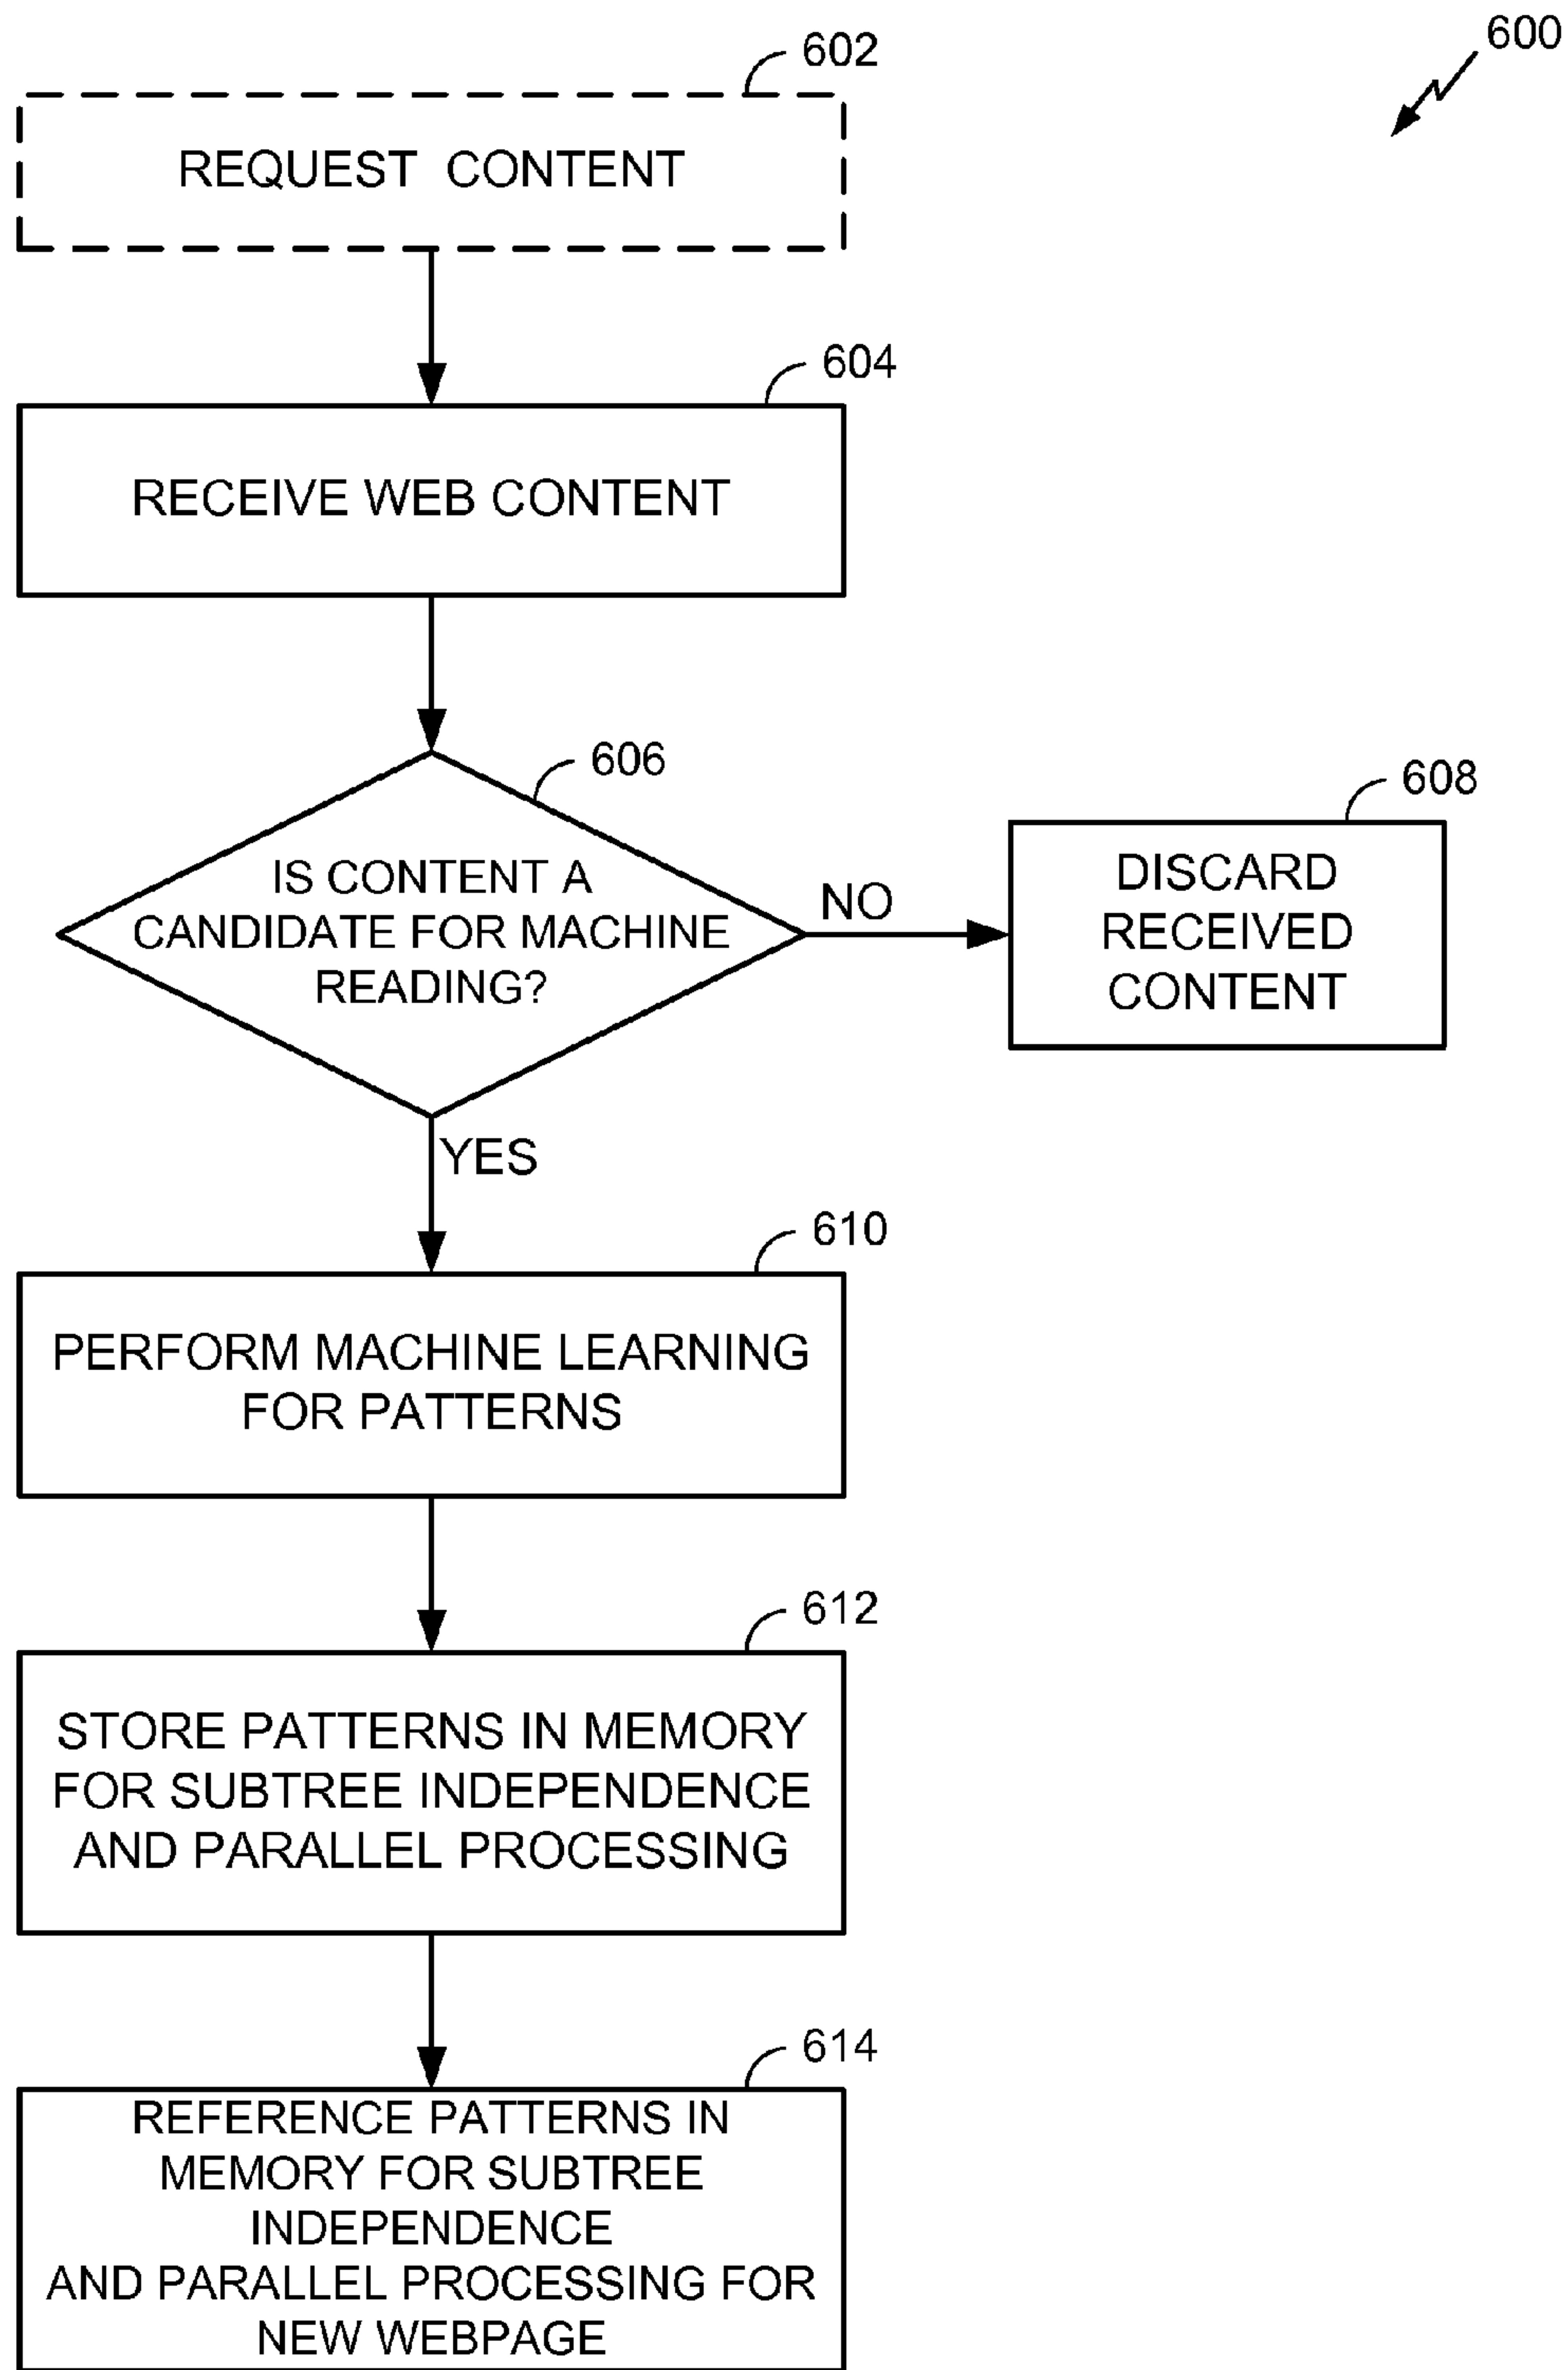 600
602
REQUEST CONTENT
604
RECEIVE WEB CONTENT
606
IS CONTENT A
CANDIDATE FOR MACHINE
READING?
NO
608
DISCARD
RECEIVED
CONTENT
YES
610
PERFORM MACHINE LEARNING
FOR PATTERNS
612
STORE PATTERNS IN MEMORY
FOR SUBTREE INDEPENDENCE
AND PARALLEL PROCESSING
614
REFERENCE PATTERNS IN
MEMORY FOR SUBTREE
INDEPENDENCE
AND PARALLEL PROCESSING FOR
NEW WEBPAGE